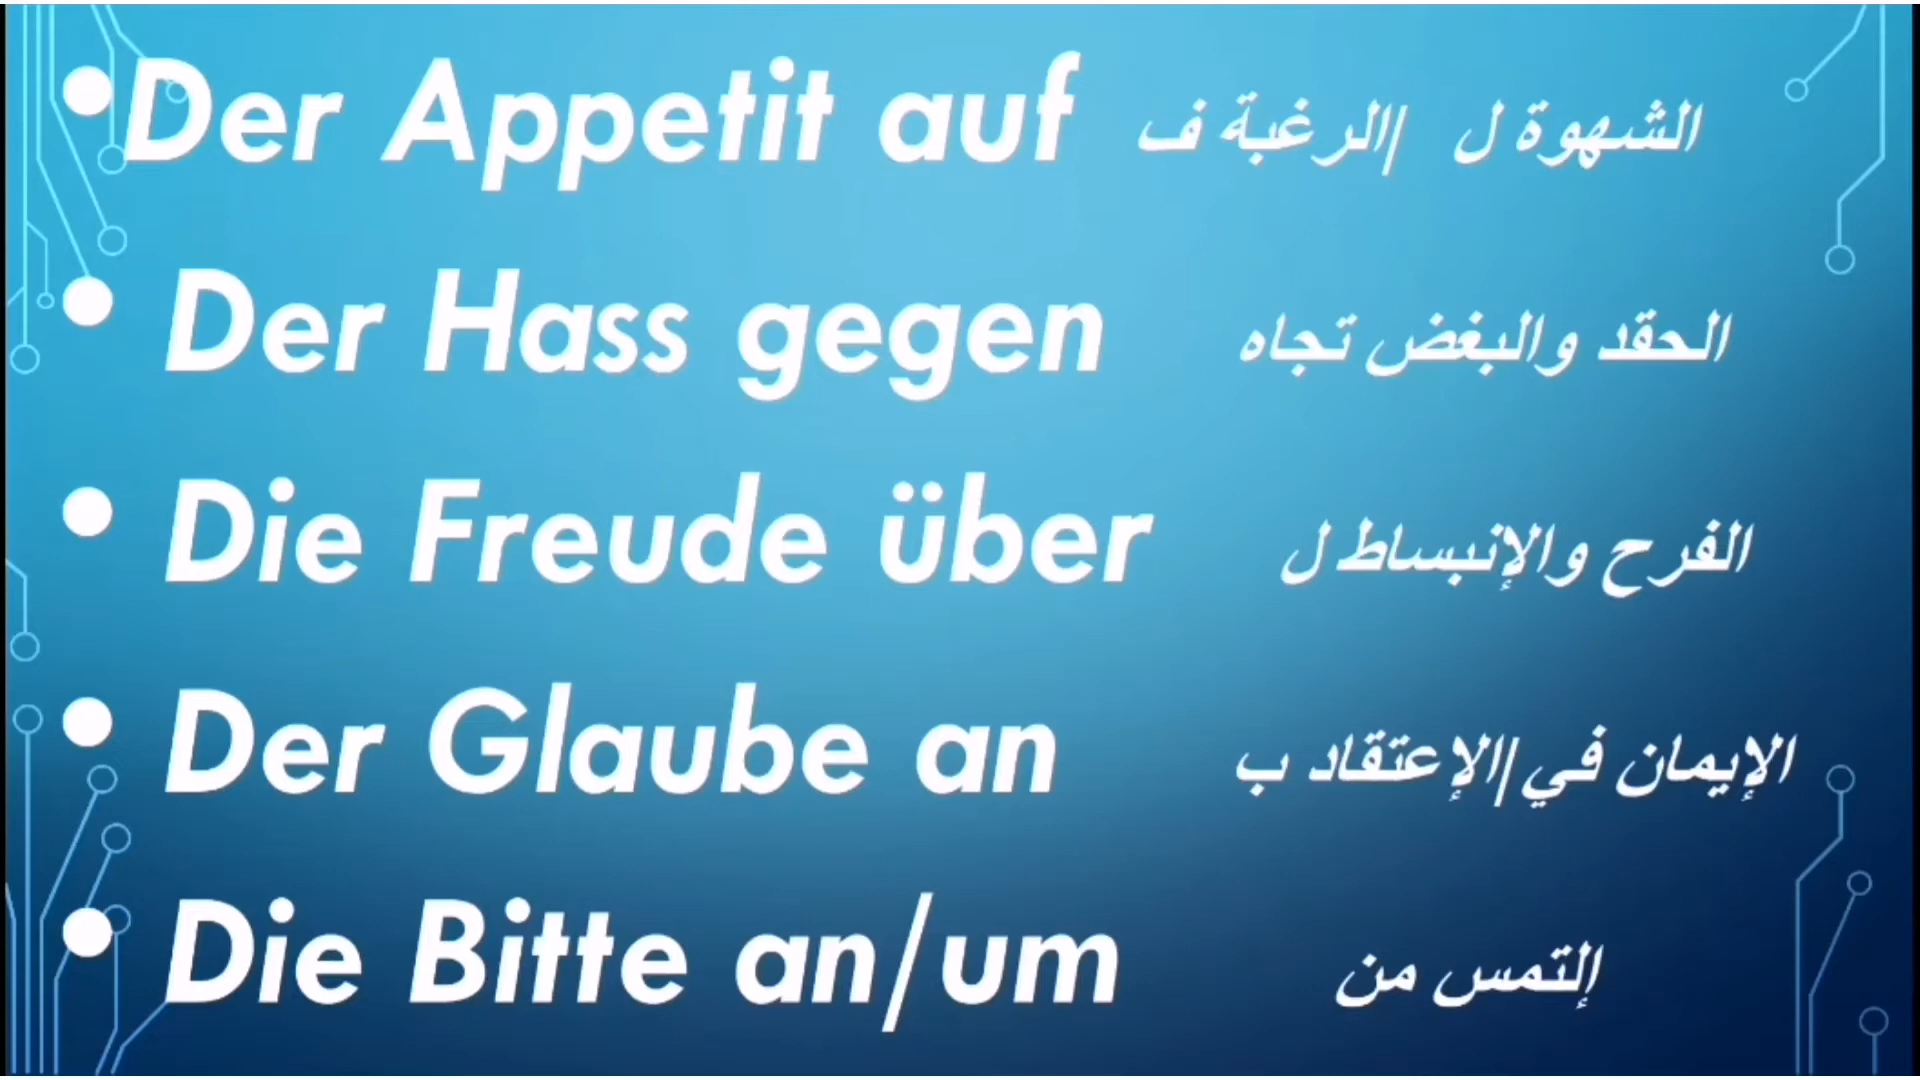 • Der Appetit auf الشهوة ل /الرغبة ف
• Der Hass gegen الحقد والبغض تجاه
• Die Freude über الفرح والإنبساط ل
• Der Glaube an الإيمان في/الإعتقاد ب
• Die Bitte an/um إلتمس من